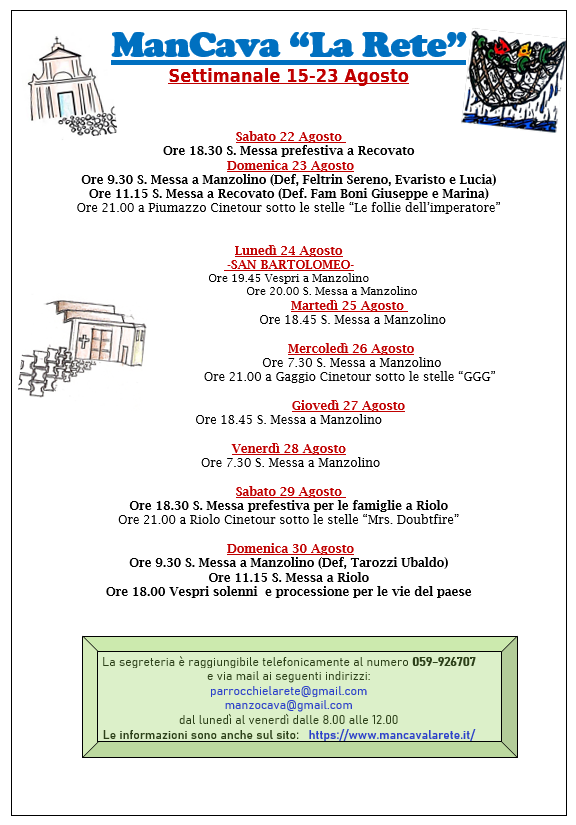 ManCava “La Rete”
Settimanale 15-23 Agosto
Sabato 22 Agosto
Ore 18.30 S. Messa prefestiva a Recovato
Domenica 23 Agosto
Ore 9.30 S. Messa a Manzolino (Def, Feltrin Sereno, Evaristo e Lucia)
Ore 11.15 S. Messa a Recovato (Def. Fam Boni Giuseppe e Marina)
Ore 21.00 a Piumazzo Cinetour sotto le stelle “Le follie dell’imperatore”
Lunedì 24 Agosto
-SAN BARTOLOMEO-
Ore 19.45 Vespri a Manzolino
Ore 20.00 S. Messa a Manzolino
Martedì 25 Agosto
Ore 18.45 S. Messa a Manzolino
Mercoledì 26 Agosto
Ore 7.30 S. Messa a Manzolino
Ore 21.00 a Gaggio Cinetour sotto le stelle “GGG”
Giovedì 27 Agosto
Ore 18.45 S. Messa a Manzolino
Venerdì 28 Agosto
Ore 7.30 S. Messa a Manzolino
Sabato 29 Agosto
Ore 18.30 S. Messa prefestiva per le famiglie a Riolo
Ore 21.00 a Riolo Cinetour sotto le stelle “Mrs. Doubtfire”
Domenica 30 Agosto
Ore 9.30 S. Messa a Manzolino (Def, Tarozzi Ubaldo)
Ore 11.15 S. Messa a Riolo
Ore 18.00 Vespri solenni e processione per le vie del paese
La segreteria è raggiungibile telefonicamente al numero 059-926707
e via mail ai seguenti indirizzi:
parrocchielarete@gmail.com
manzocava@gmail.com
dal lunedì al venerdì dalle 8.00 alle 12.00
Le informazioni sono anche sul sito: https://www.mancavalarete.it/